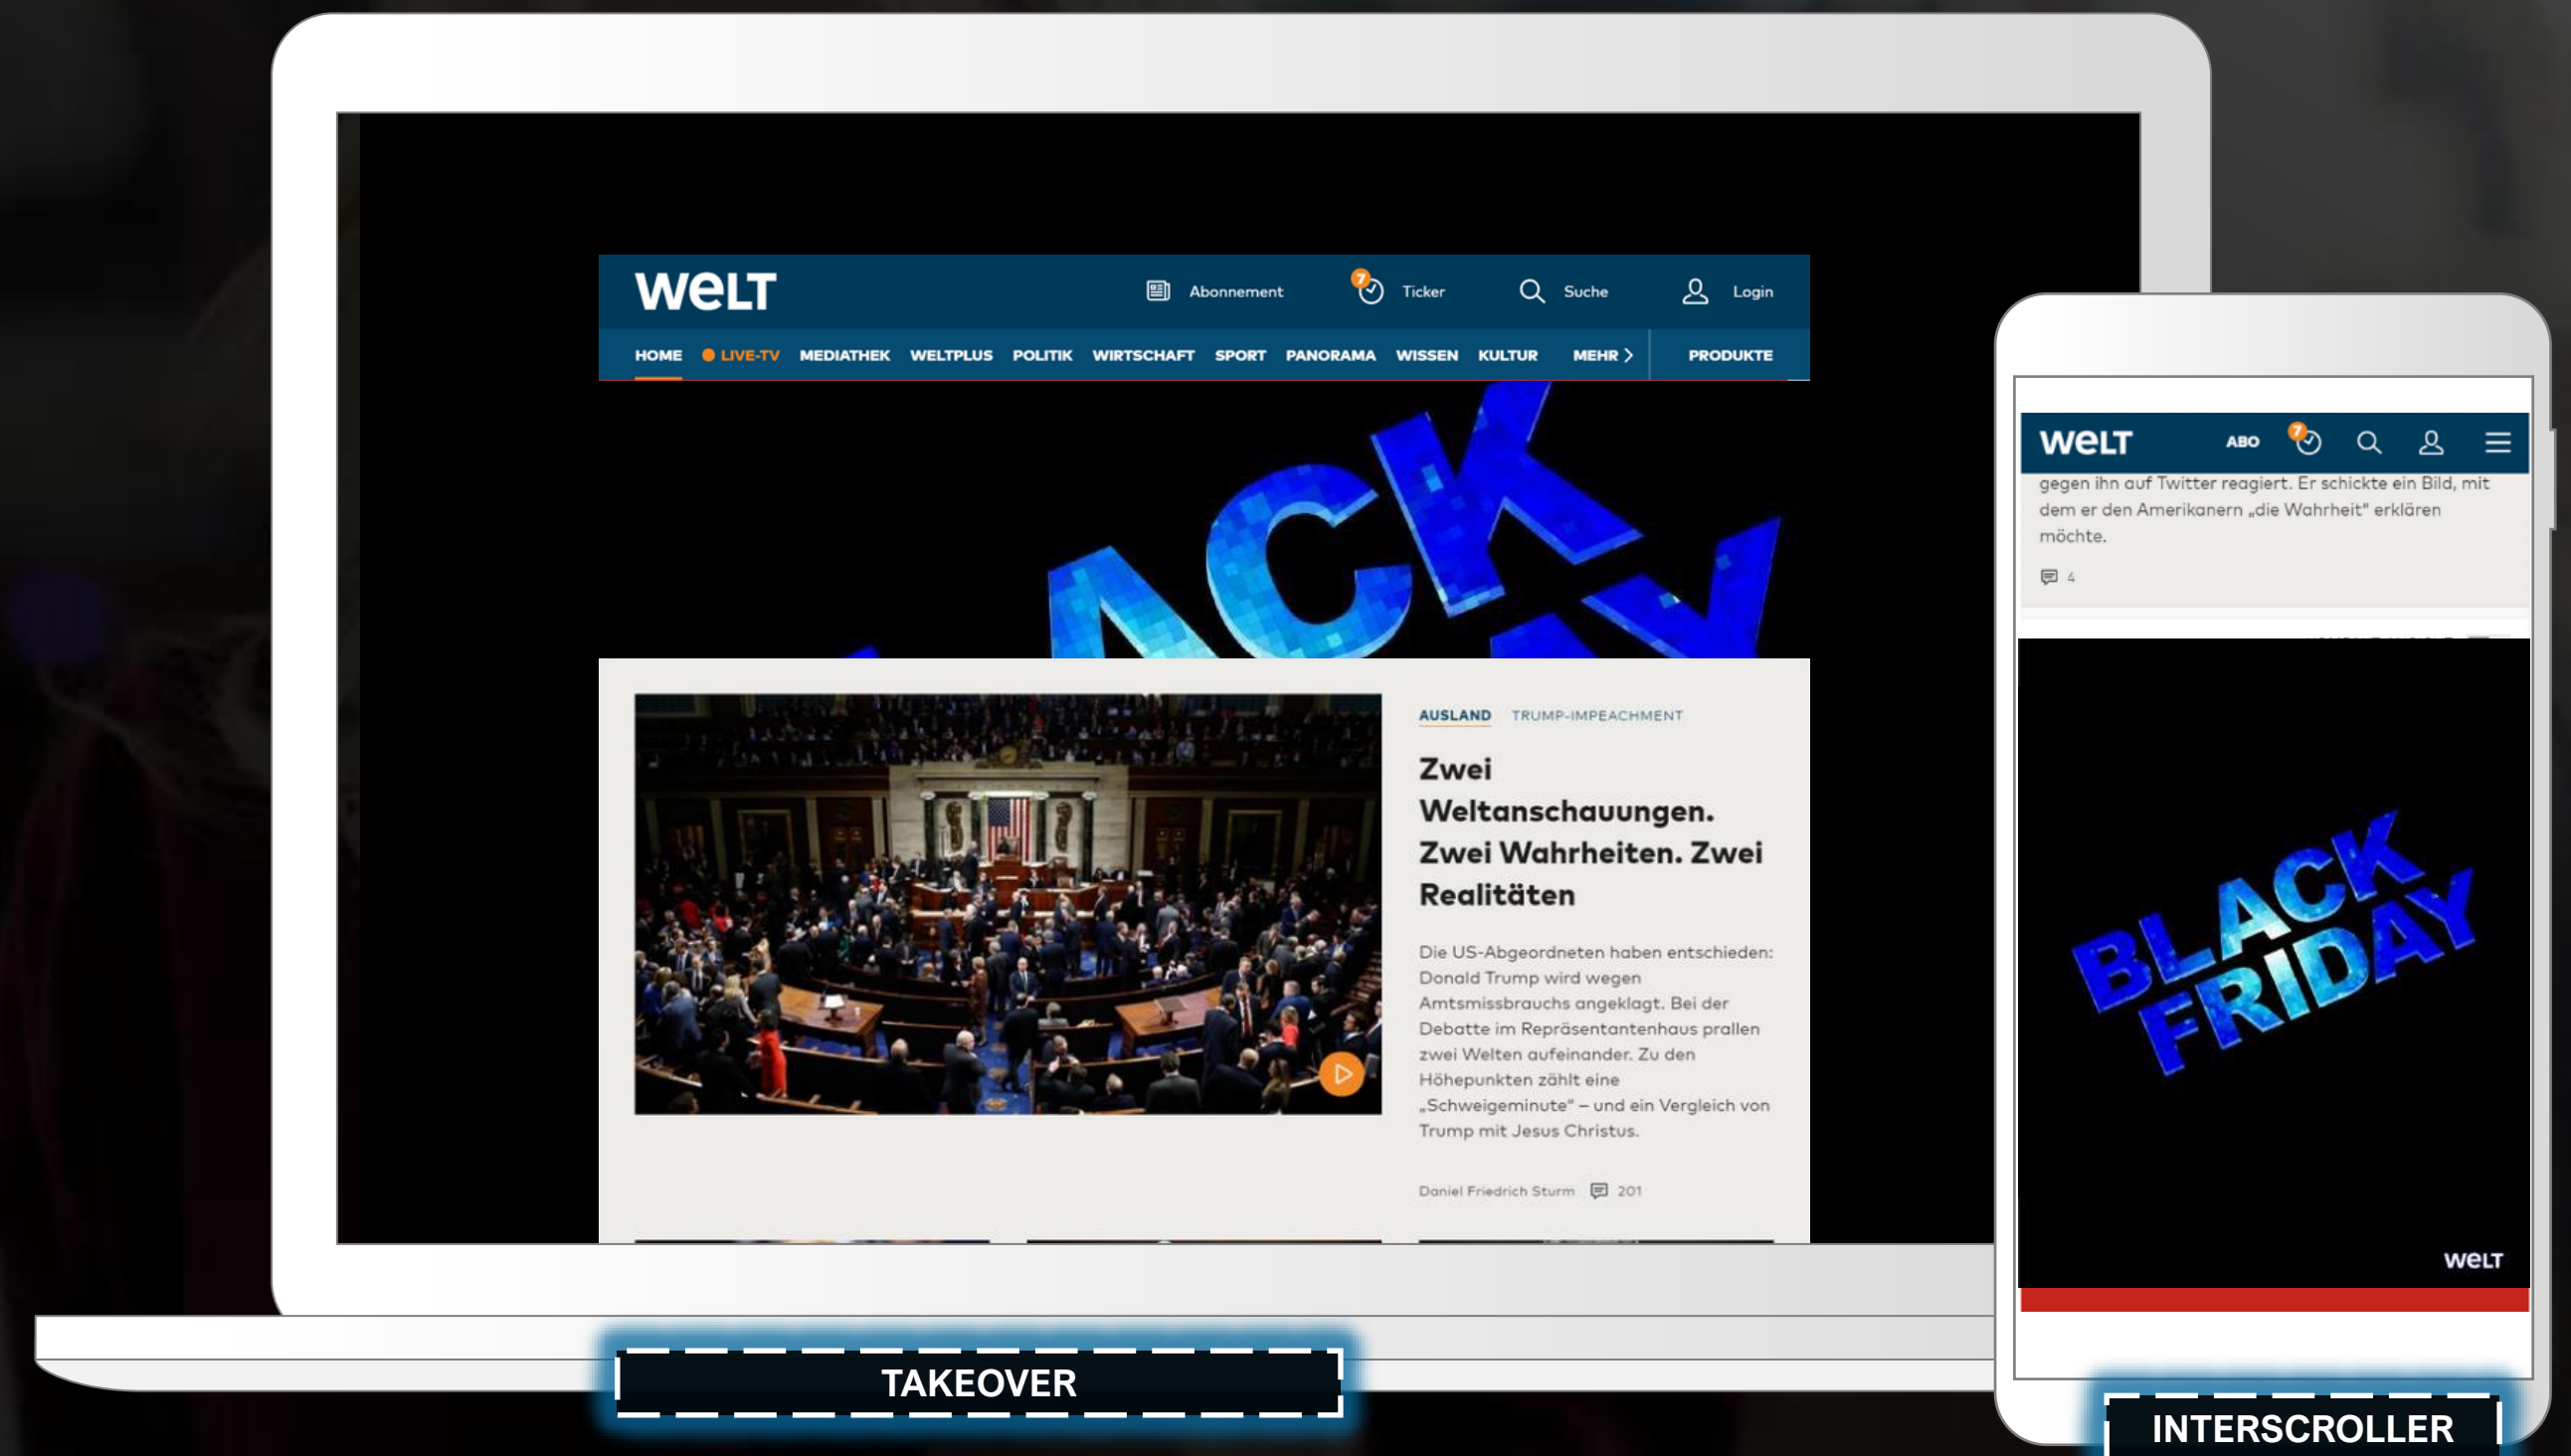 WELT
Abonnement
7
Ticker
Suche
Login
HOME
LIVE-TV
MEDIATHEK
WELTPLUS
POLITIK
WIRTSCHAFT
SPORT
PANORAMA
WISSEN
KULTUR
MEHR
PRODUKTE
ACK
AY
AUSLAND TRUMP-IMPEACHMENT
Zwei
Weltanschauungen.
Zwei Wahrheiten. Zwei
Realitäten
Die US-Abgeordneten haben entschieden:
Donald Trump wird wegen
Amtsmissbrauchs angeklagt. Bei der
Debatte im Repräsentantenhaus prallen
zwei Welten aufeinander. Zu den
Höhepunkten zählt eine
„Schweigeminute“ – und ein Vergleich von
Trump mit Jesus Christus.
Daniel Friedrich Sturm 201
TAKEOVER
WELT
ABO
7
gegen ihn auf Twitter reagiert. Er schickte ein Bild, mit
dem er den Amerikanern „die Wahrheit“ erklären
möchte.
4
BLACK
FRIDAY
WELT
INTERSCROLLER